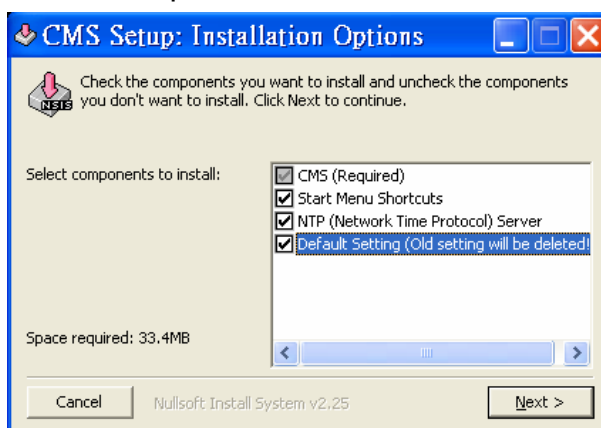 CMS Setup: Installation Options
Check the components you want to install and uncheck the components
you don't want to install. Click Next to continue.
NSIS
Select components to install:
CMS (Required)
Start Menu Shortcuts
NTP (Network Time Protocol) Server
Default Setting (Old setting will be deleted!
Space required: 33.4MB
Cancel
Nullsoft Install System v2.25
Next >